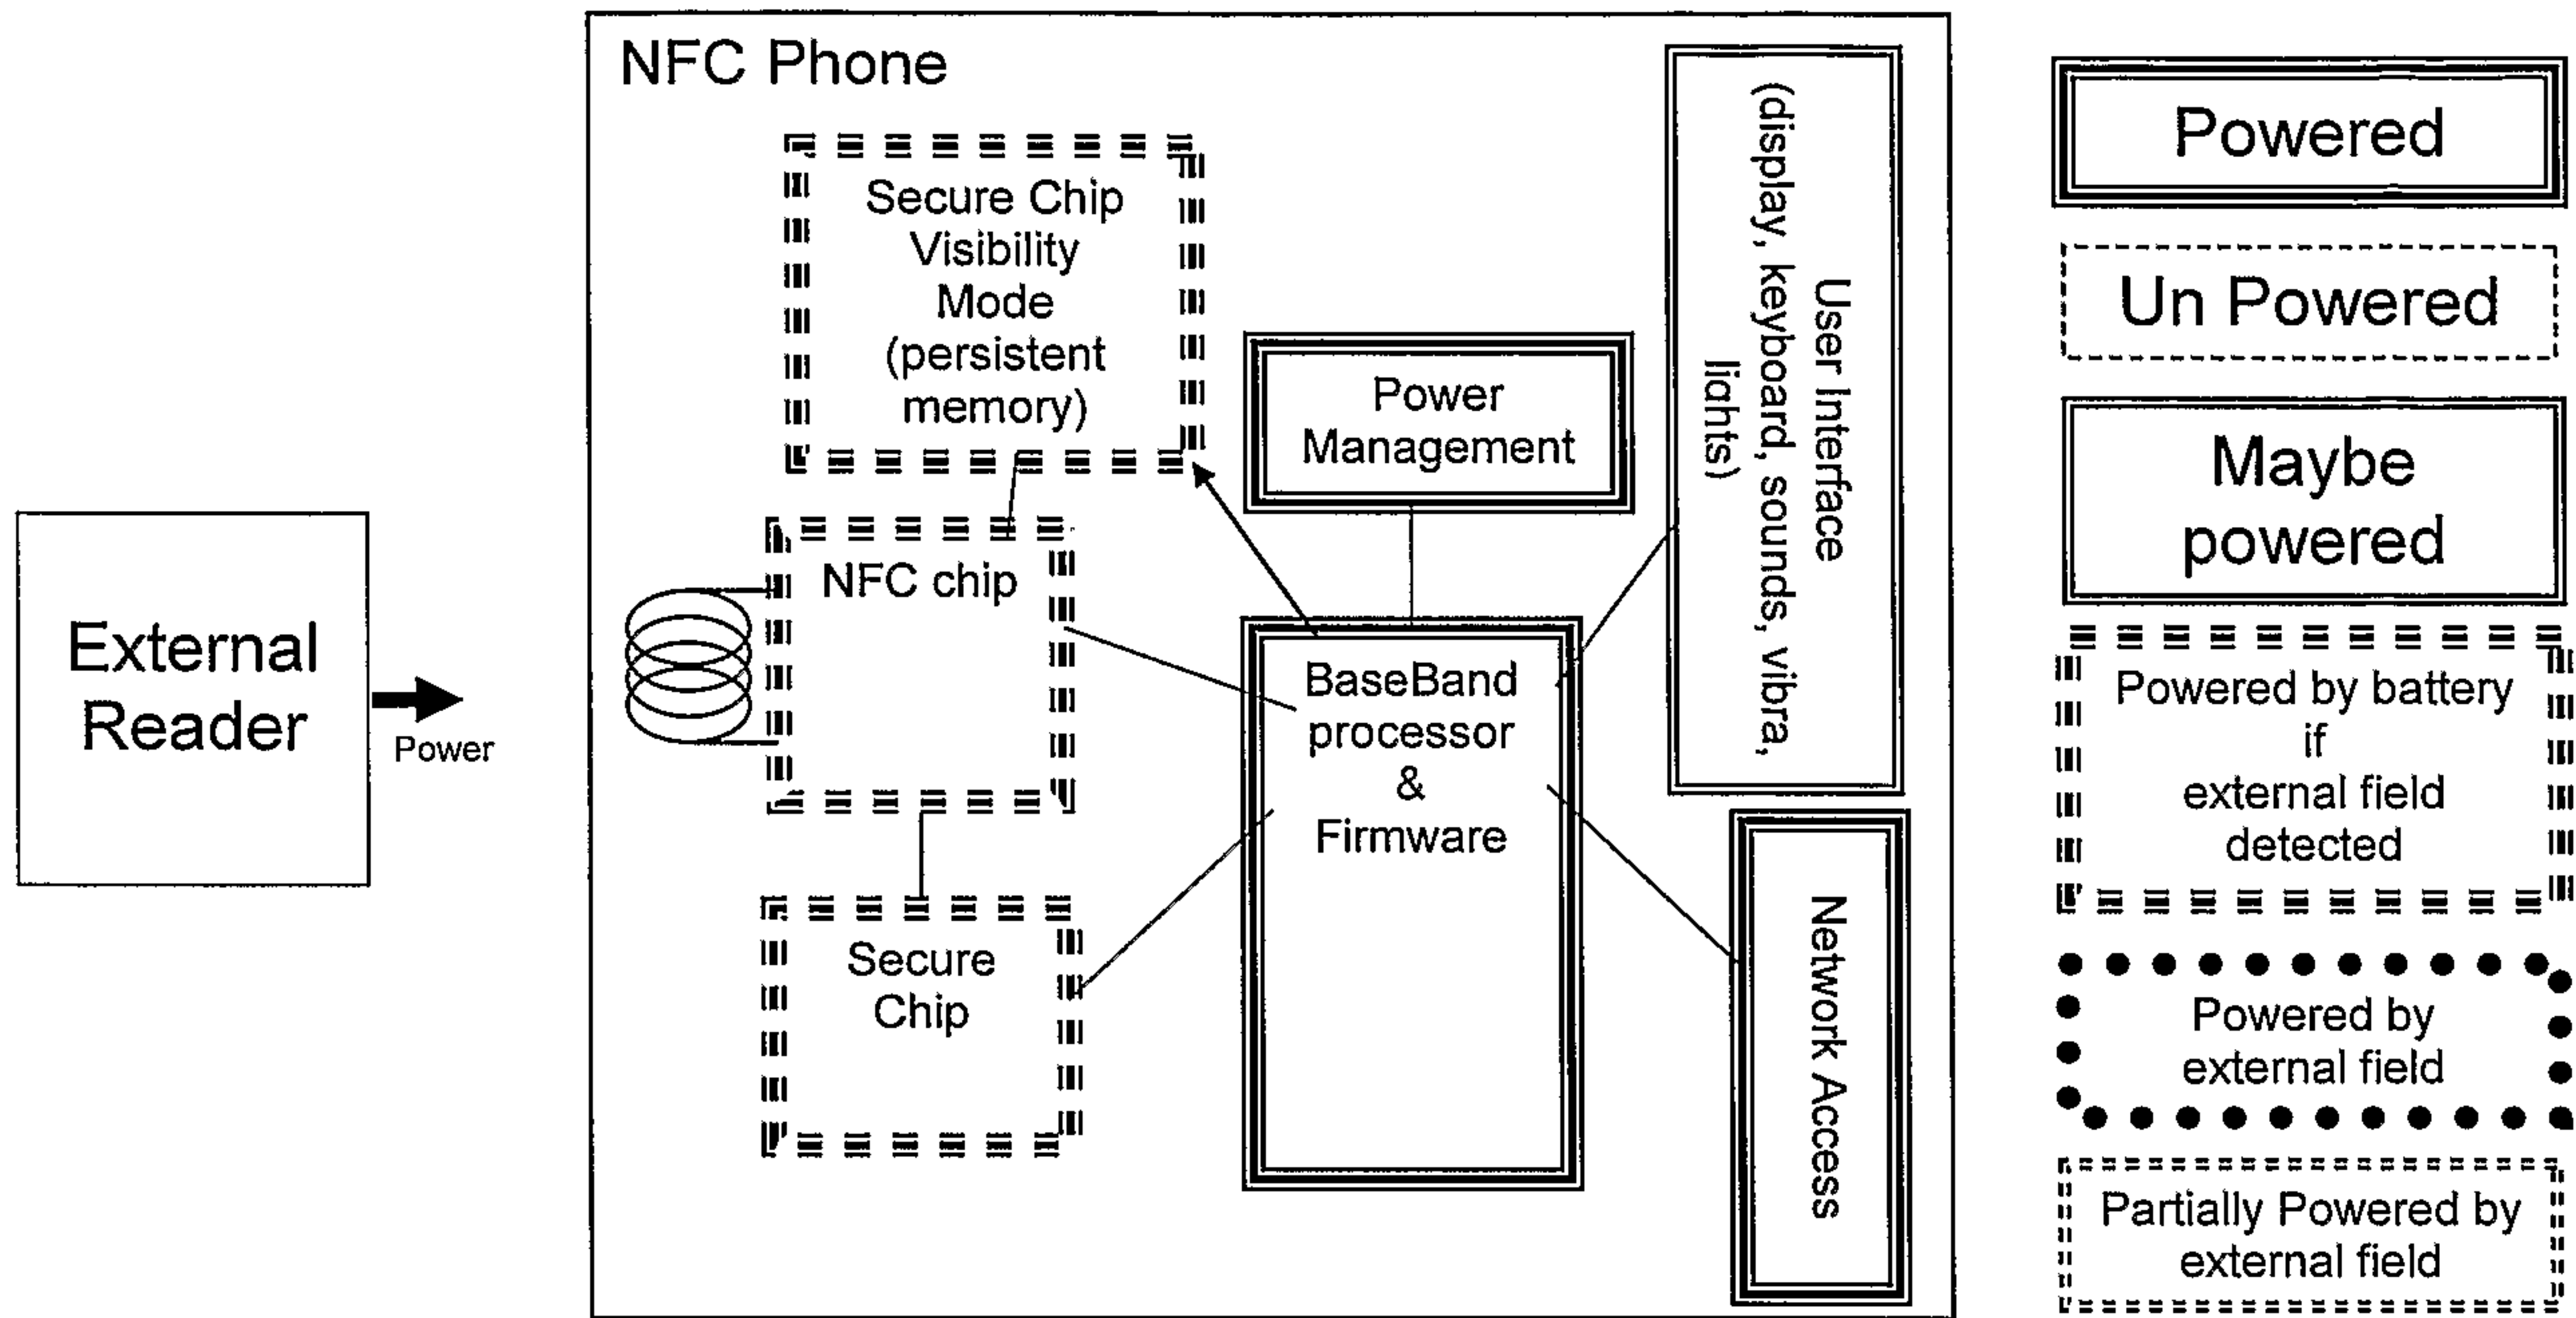 NFC Phone
External
Reader
Power
Secure Chip
Visibility
Mode
(persistent
memory)
NFC chip
Secure
Chip
Power
Management
BaseBand
processor
&
Firmware
User Interface
(display, keyboard, sounds, vibra,
lights)
Network Access
Powered
Un Powered
Maybe
powered
Powered by battery
if
external field
detected
Powered by
external field
Partially Powered by
external field